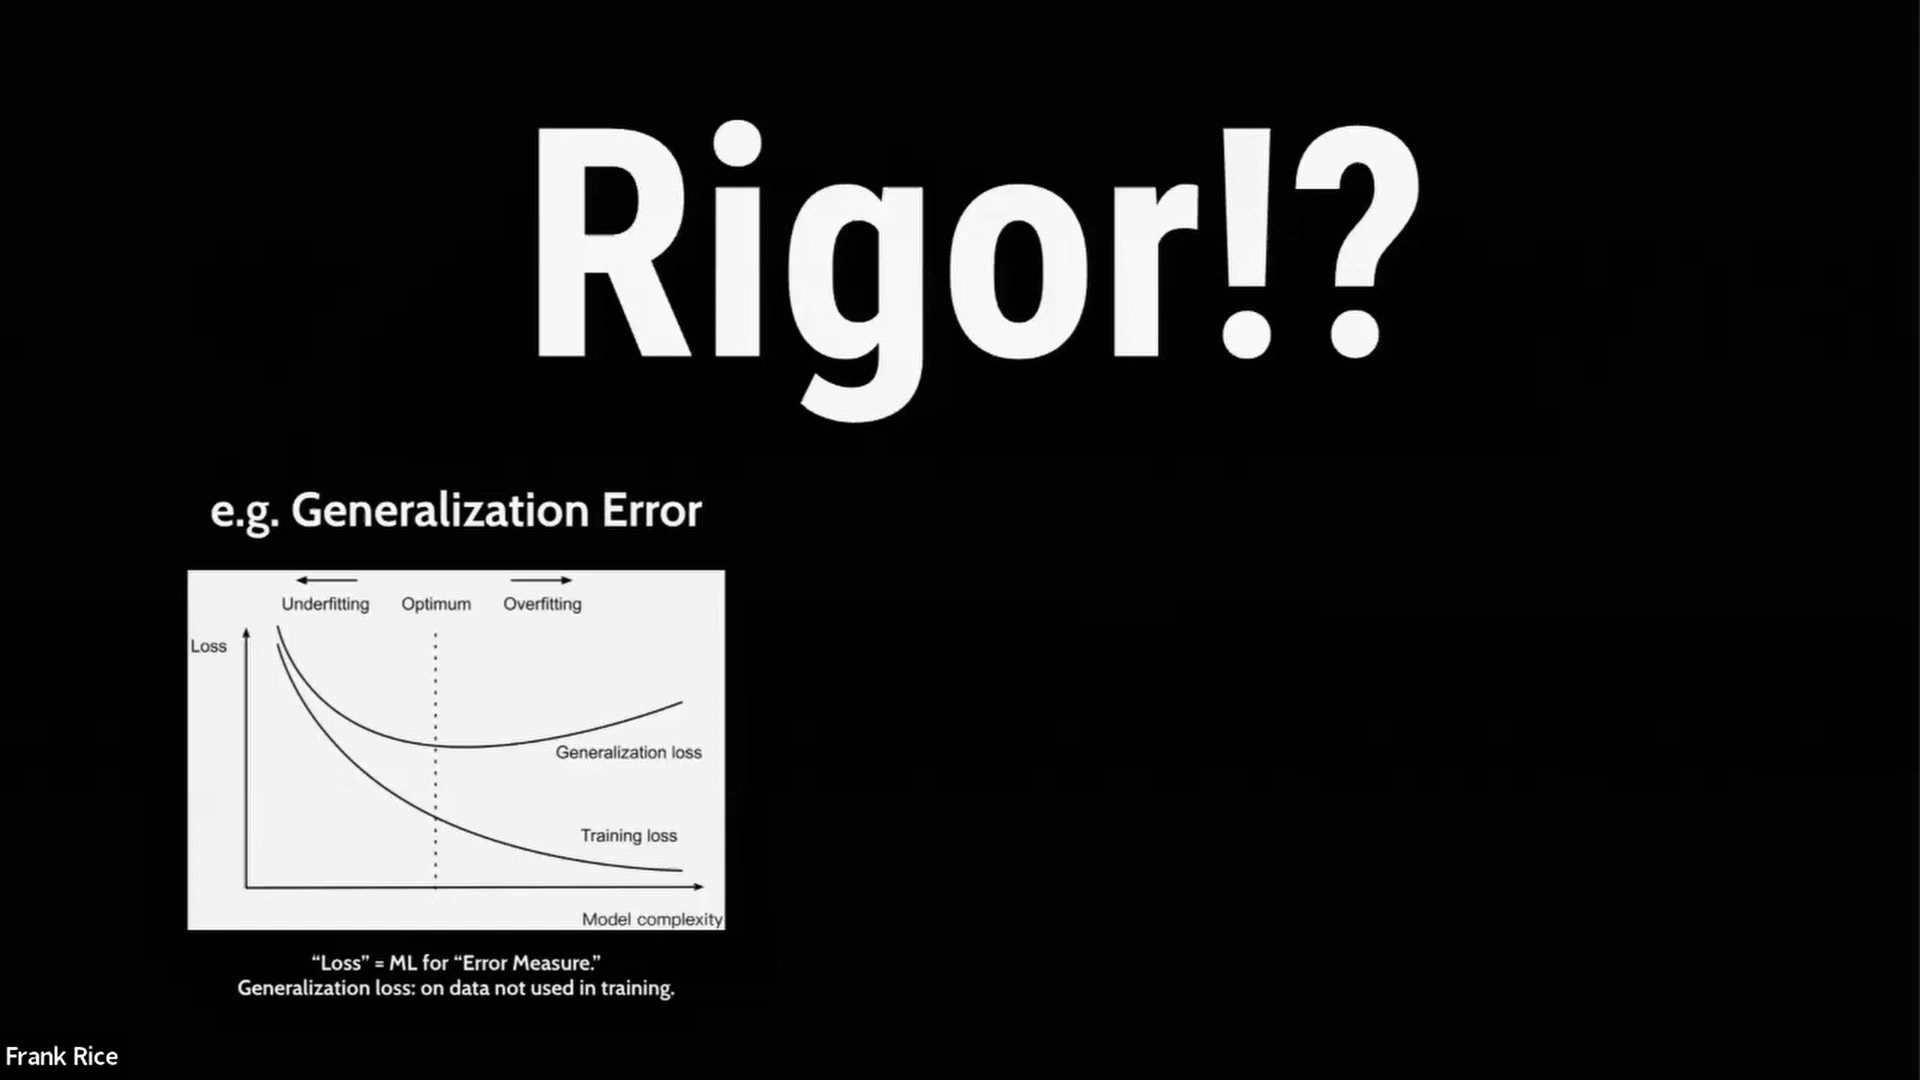 Rigor!?
e.g. Generalization Error
Underfitting Optimum Overfitting
Loss
Generalization loss
Training loss
Model complexity
“Loss” = ML for “Error Measure.”
Generalization loss: on data not used in training.
Frank Rice